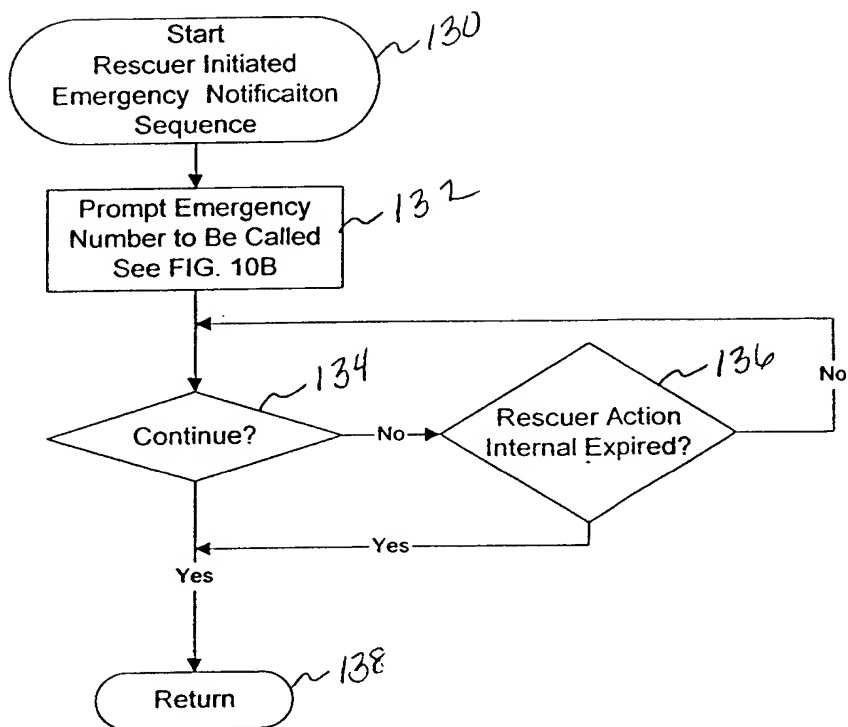 Start
Rescuer Initiated
Emergency Notificaiton
Sequence
130
Prompt Emergency
Number to Be Called
See FIG. 10B
132
Continue?
134
No
Rescuer Action
Internal Expired?
136
No
Yes
Yes
Return
138